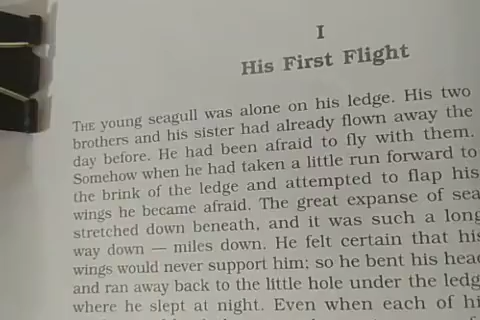 I
His First Flight
THE young seagull was alone on his ledge. His two
brothers and his sister had already flown away the
day before. He had been afraid to fly with them.
Somehow when he had taken a little run forward to
the brink of the ledge and attempted to flap his
wings he became afraid. The great expanse of sea
stretched down beneath, and it was such a long
way down — miles down. He felt certain that his
wings would never support him; so he bent his head
and ran away back to the little hole under the ledg
where he slept at night. Even when each of hi